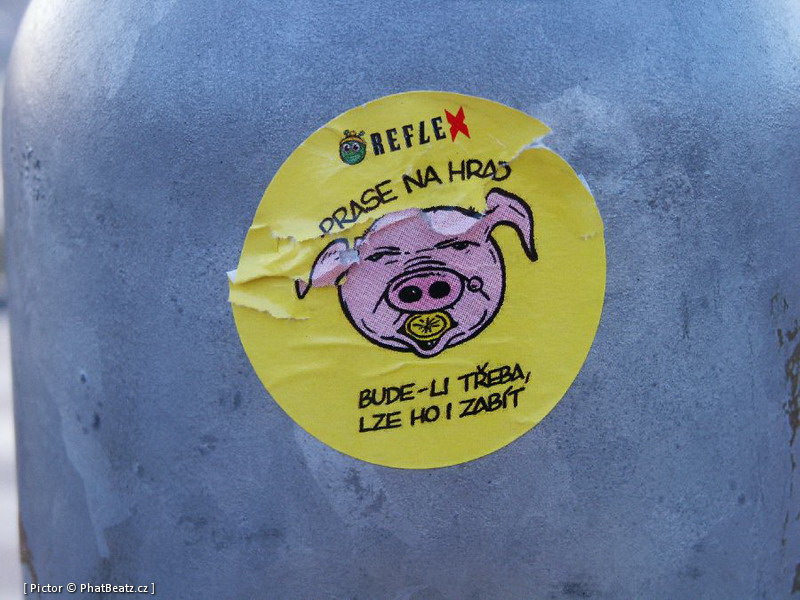 REFLEX
PRASE NA HRAD
BUDE-LI TŘEBA,
LZE HO I ZABÍT
[ Pictor © PhatBeatz.cz ]